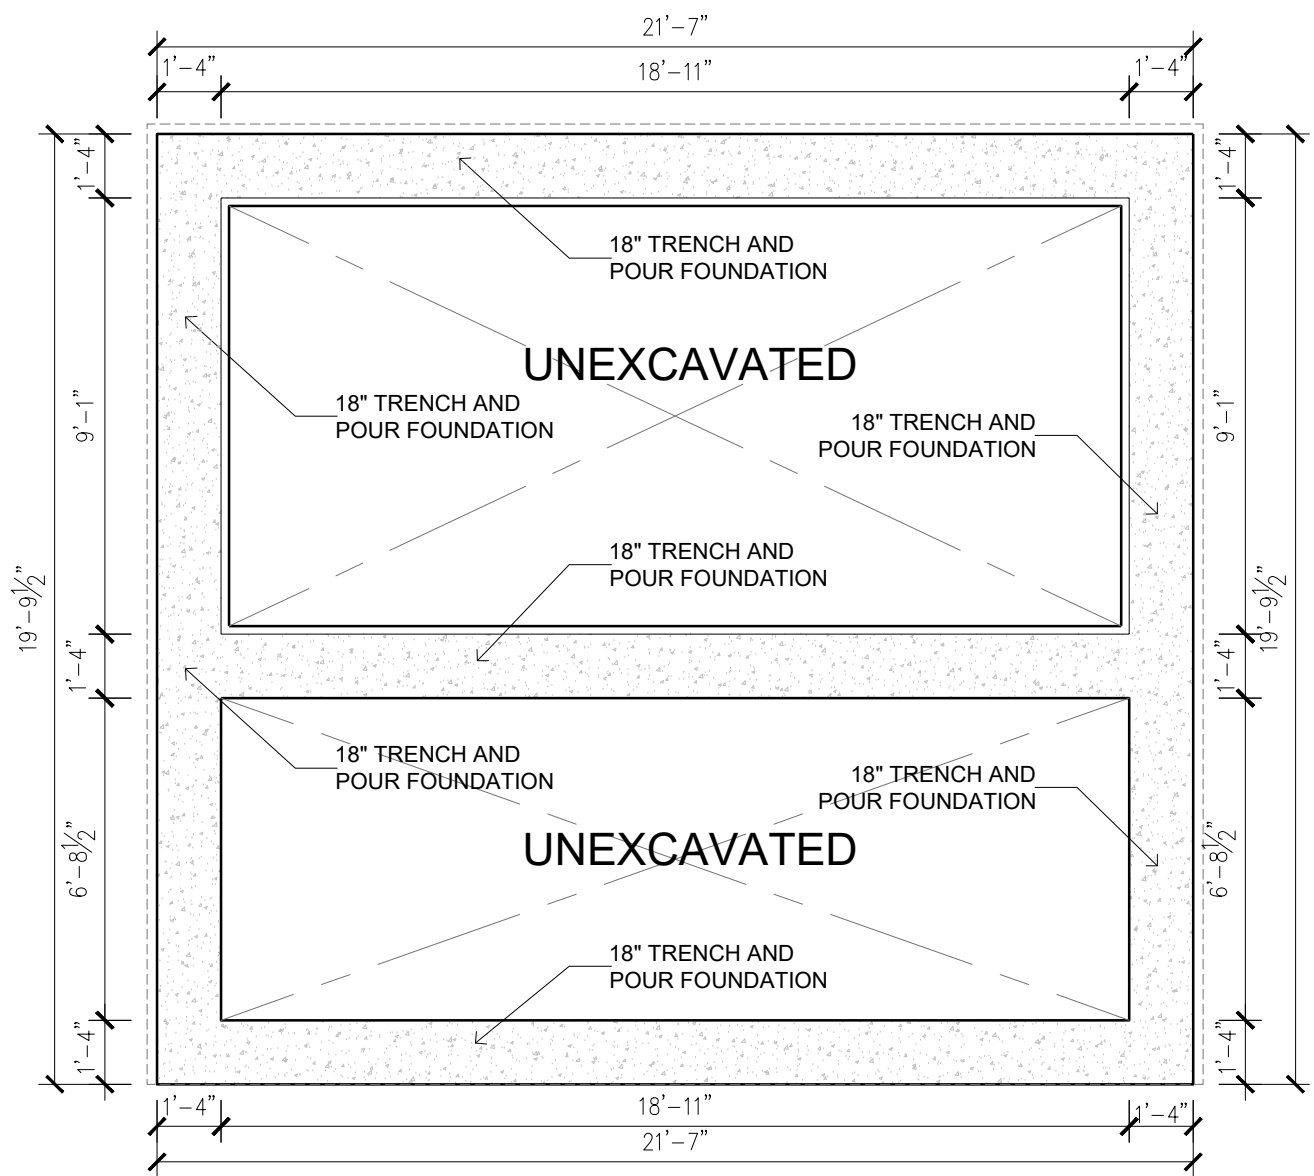 21'-7"
1'-4" 18'-11" 1'-4"
1'-4" 1'-4"
18" TRENCH AND
POUR FOUNDATION
UNEXCAVATED
9'-1" 9'-1"
18" TRENCH AND
POUR FOUNDATION
18" TRENCH AND
POUR FOUNDATION
18" TRENCH AND
POUR FOUNDATION
19'-9½" 19'-9½"
1'-4" 1'-4"
18" TRENCH AND
POUR FOUNDATION
18" TRENCH AND
POUR FOUNDATION
UNEXCAVATED
6'-8½" 6'-8½"
18" TRENCH AND
POUR FOUNDATION
1'-4" 1'-4"
1'-4" 18'-11" 1'-4"
21'-7"